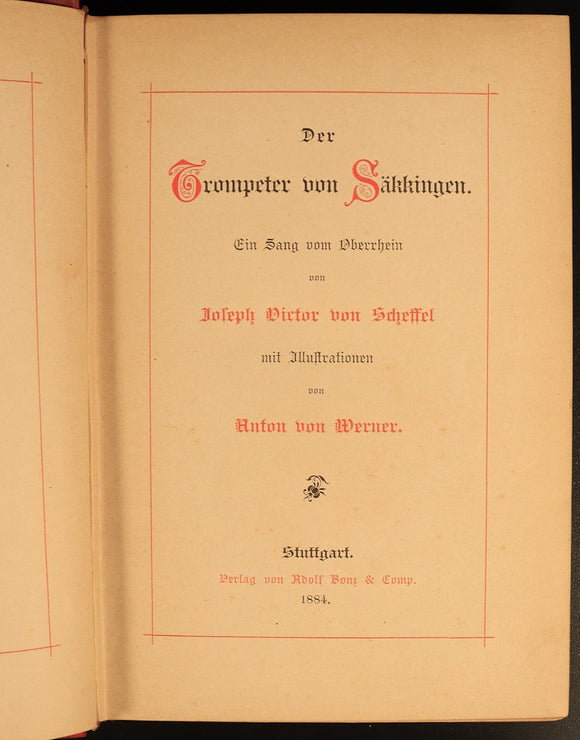 Der
Trompeter von Säkkingen.
Ein Sang vom Oberrhein
von
Joſeph Victor von Scheffel
mit Illuſtrationen
von
Anton von Werner.
Stuttgart.
Verlag von Adolf Bonz & Comp.
1884.